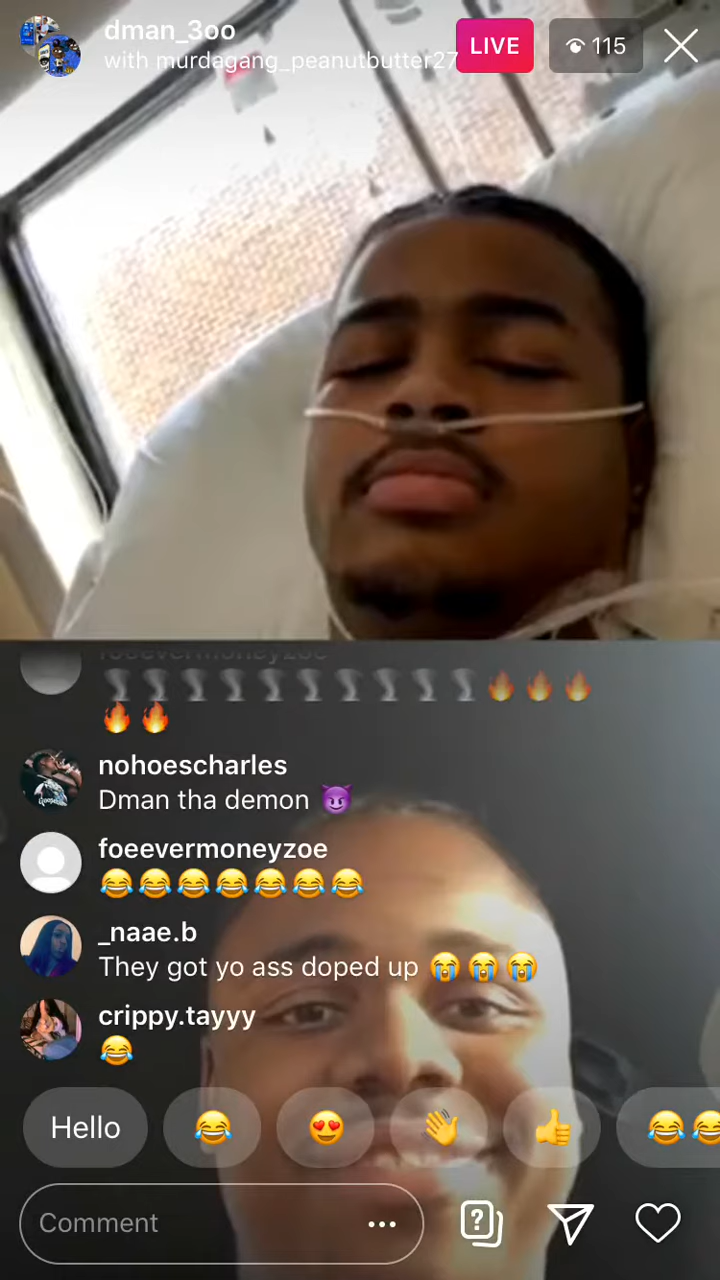 dman_3oo
LIVE
115
with murdagang_peanutbutter27
🌪🌪🌪🌪🌪🌪🌪🌪🌪🌪🔥🔥🔥
🔥🔥
nohoescharles
Dman tha demon 😈
foeevermoneyzoe
😂😂😂😂😂😂😂
_naae.b
They got yo ass doped up 😭😭😭
crippy.tayyy
😂
Hello 😂 😍 👋 👍 😂😂
Comment